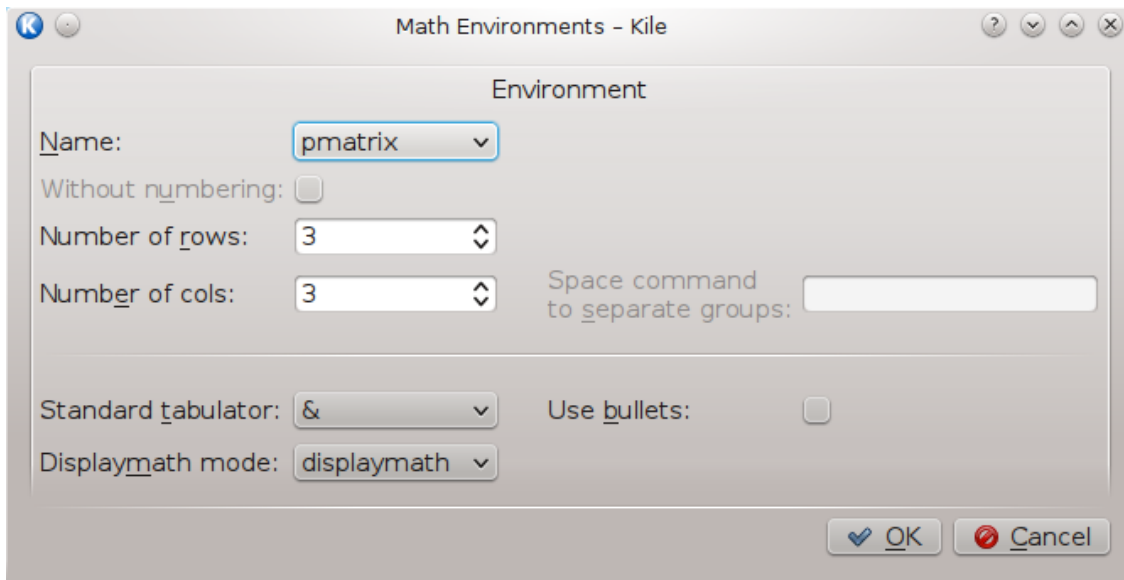 Math Environments – Kile
Environment
Name: pmatrix
Without numbering:
Number of rows: 3
Number of cols: 3
Space command
to separate groups:
Standard tabulator: & Use bullets:
Displaymath mode: displaymath
OK Cancel